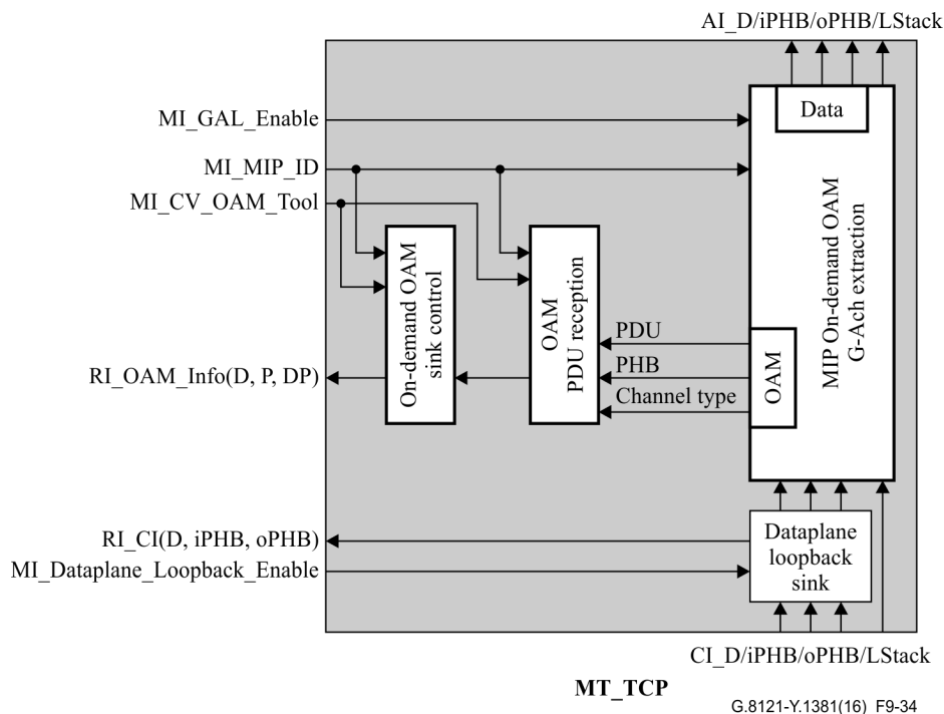 AI_D/iPHB/oPHB/LStack
Data
MI_GAL_Enable
MI_MIP_ID
MI_CV_OAM_Tool
On-demand OAM
sink control
OAM
PDU reception
MIP On-demand OAM
G-Ach extraction
PDU
PHB
Channel type
OAM
RI_OAM_Info(D, P, DP)
RI_CI(D, iPHB, oPHB)
MI_Dataplane_Loopback_Enable
Dataplane
loopback
sink
CI_D/iPHB/oPHB/LStack
MT_TCP
G.8121-Y.1381(16)_F9-34